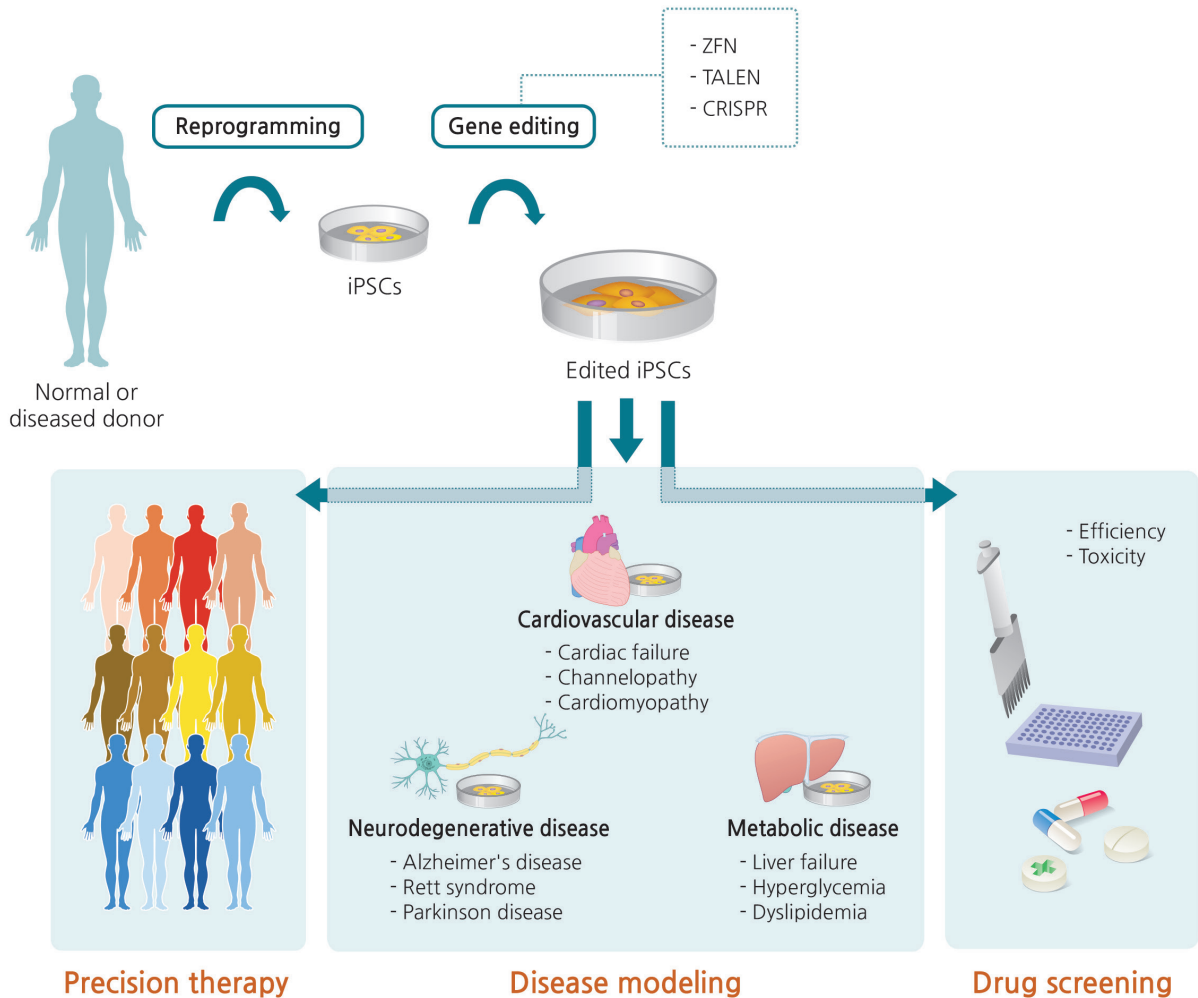 - ZFN
- TALEN
- CRISPR
Reprogramming
Gene editing
iPSCs
Edited iPSCs
Normal or
diseased donor
- Efficiency
- Toxicity
Cardiovascular disease
- Cardiac failure
- Channelopathy
- Cardiomyopathy
Neurodegenerative disease
- Alzheimer's disease
- Rett syndrome
- Parkinson disease
Metabolic disease
- Liver failure
- Hyperglycemia
- Dyslipidemia
Precision therapy
Disease modeling
Drug screening